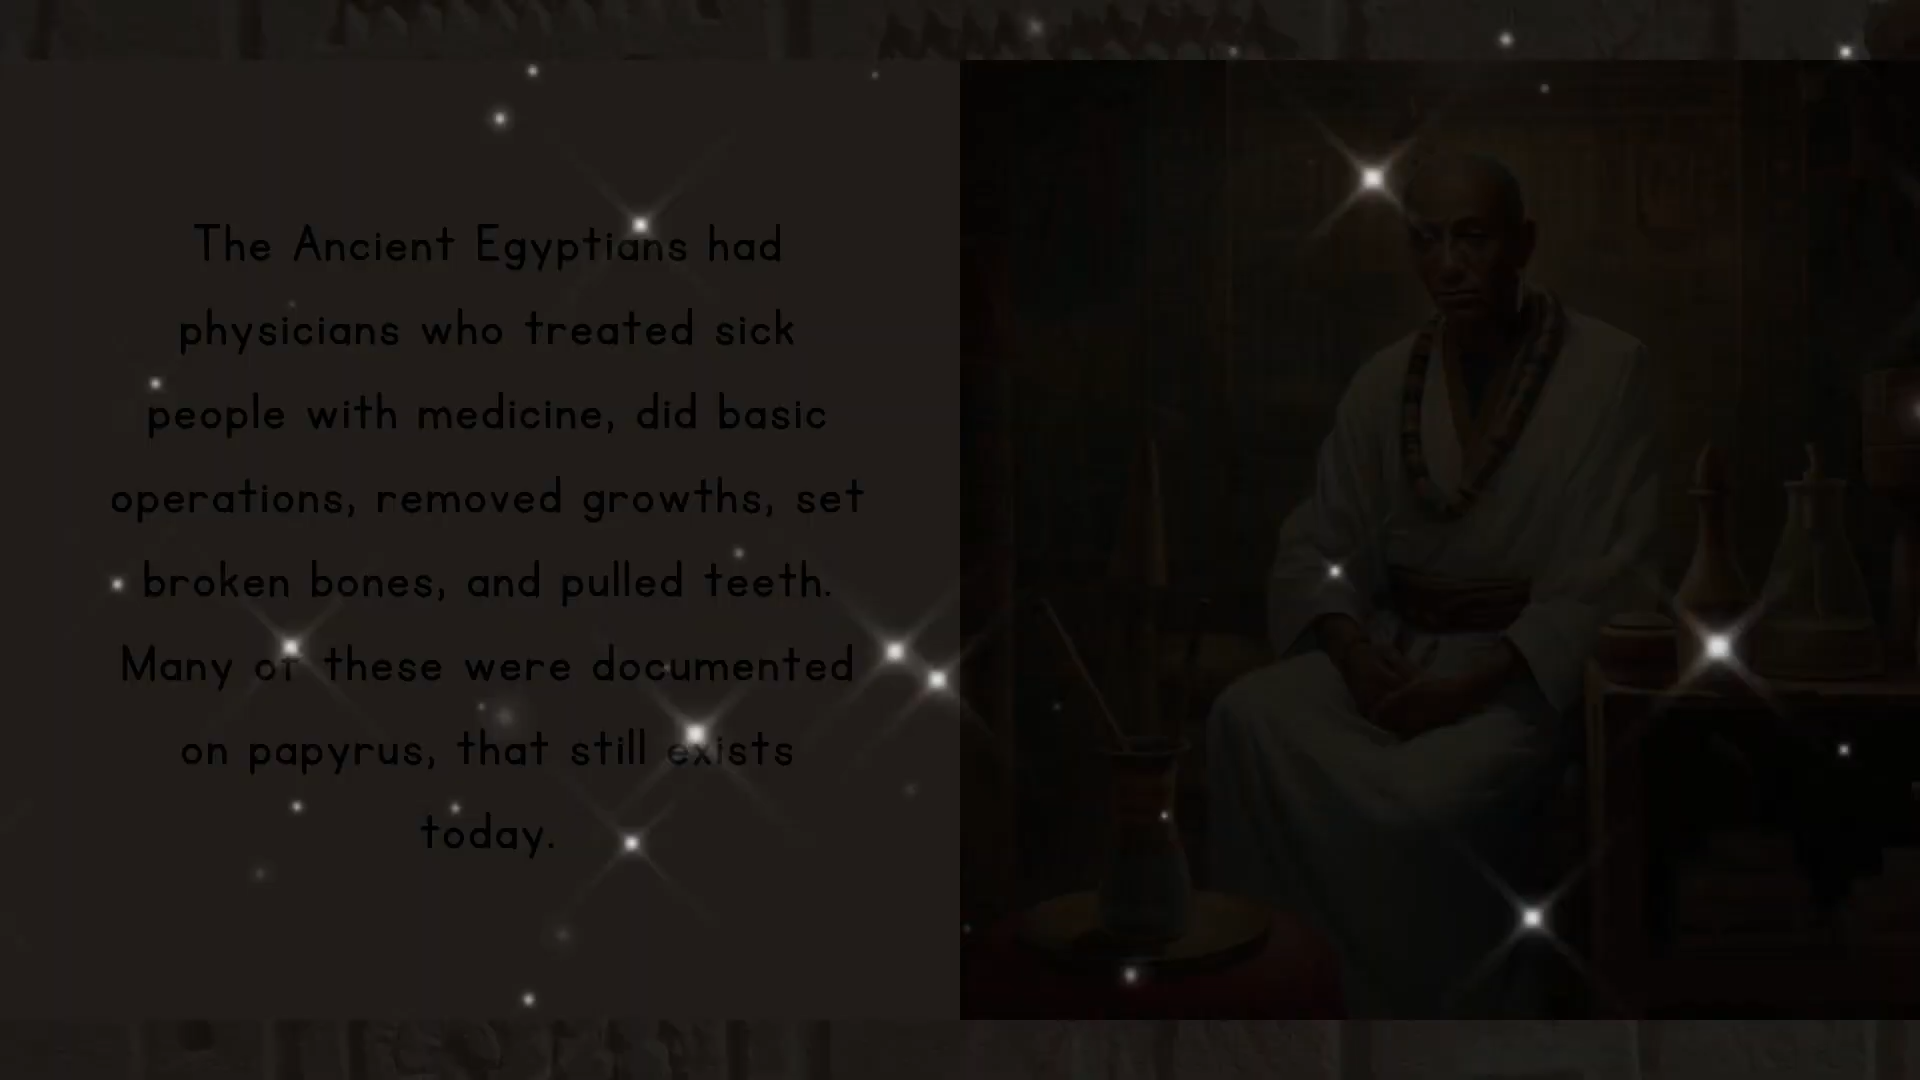 The Ancient Egyptians had
physicians who treated sick
people with medicine, did basic
operations, removed growths, set
broken bones, and pulled teeth.
Many of these were documented
on papyrus, that still exists
today.